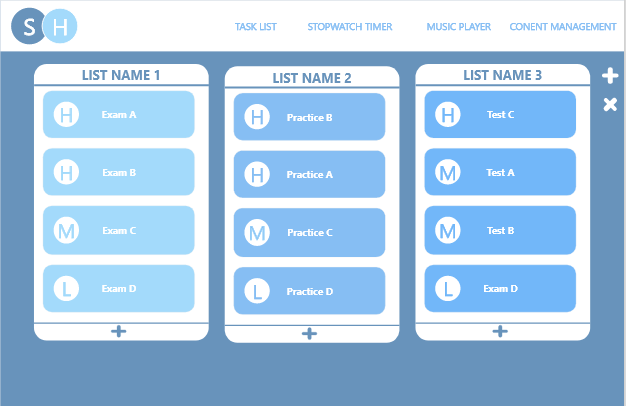 S H
TASK LIST
STOPWATCH TIMER
MUSIC PLAYER
CONENT MANAGEMENT
LIST NAME 1
H Exam A
H Exam B
M Exam C
L Exam D
LIST NAME 2
H Practice B
H Practice A
M Practice C
L Practice D
LIST NAME 3
H Test C
M Test A
M Test B
L Exam D